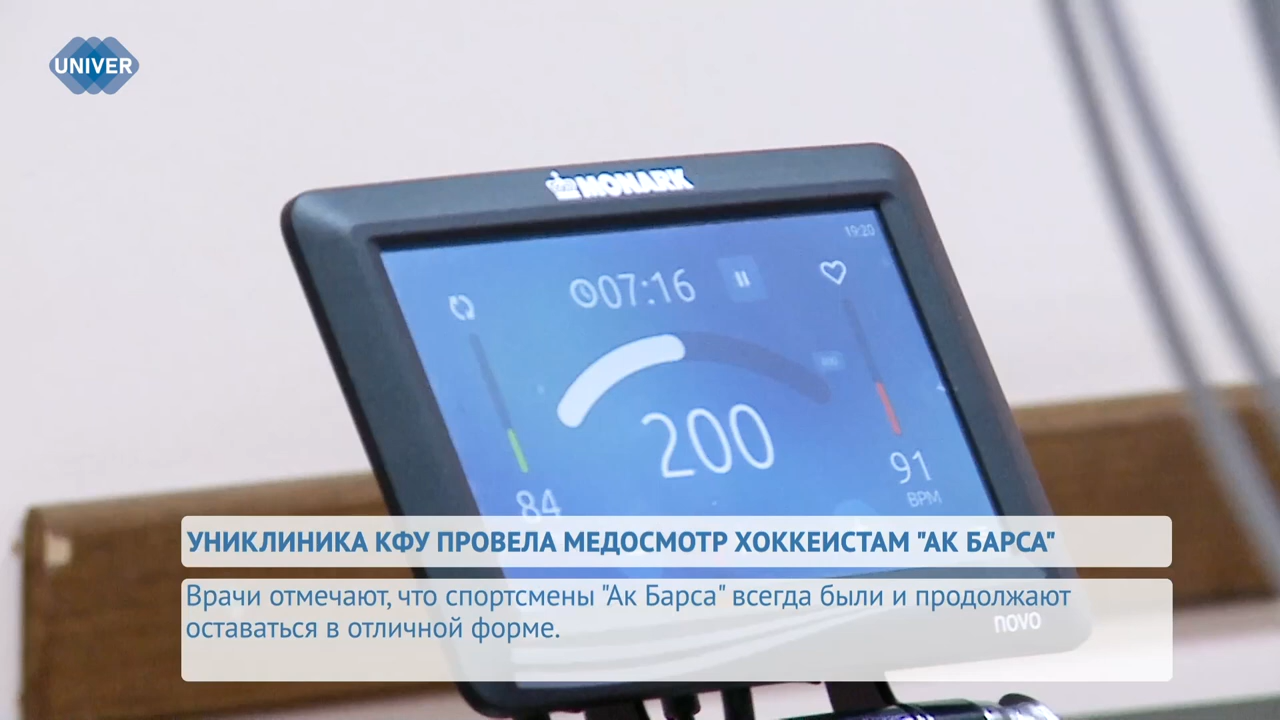 UNIVER
MONARK
19:20
07:16
200
84
91
BPM
УНИКЛИНИКА КФУ ПРОВЕЛА МЕДОСМОТР ХОККЕИСТАМ "АК БАРСА"
Врачи отмечают, что спортсмены "Ак Барса" всегда были и продолжают
оставаться в отличной форме.
novo